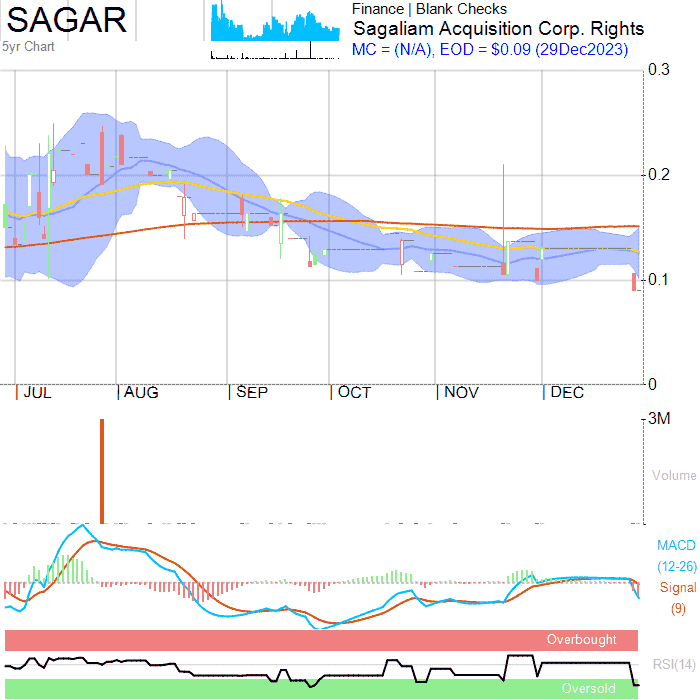 SAGAR
5yr Chart
Finance | Blank Checks
Sagaliam Acquisition Corp. Rights
MC = (N/A), EOD = $0.09 (29Dec2023)
0.3
0.2
0.1
0
JUL AUG SEP OCT NOV DEC
3M
Volume
MACD
(12-26)
Signal
(9)
Overbought
RSI(14)
Oversold